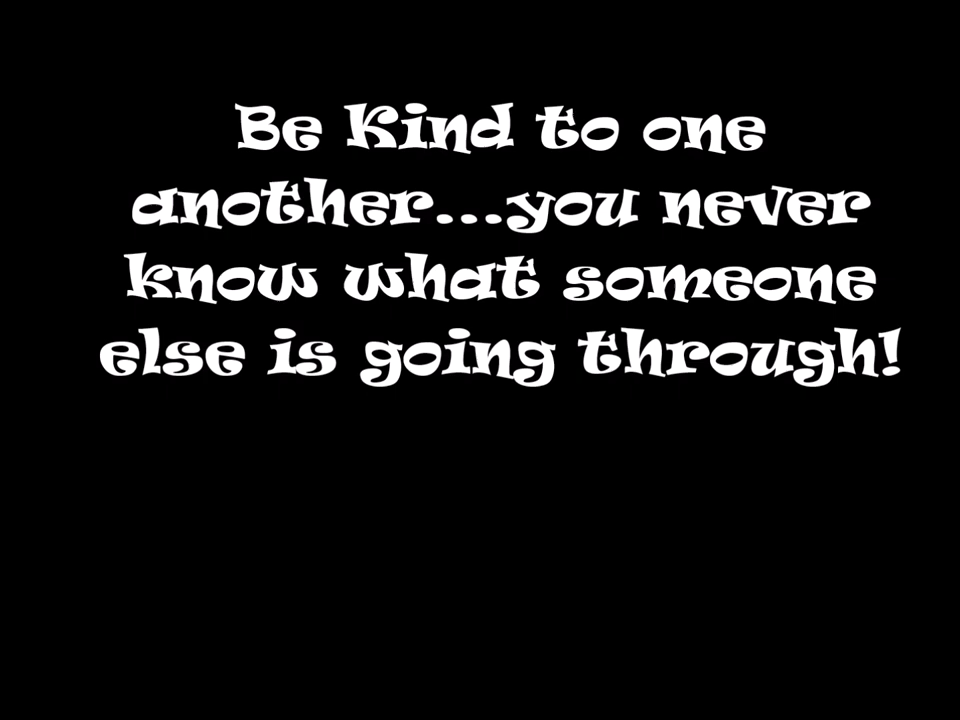 Be Kind to one
another...you never
know what someone
else is going through!